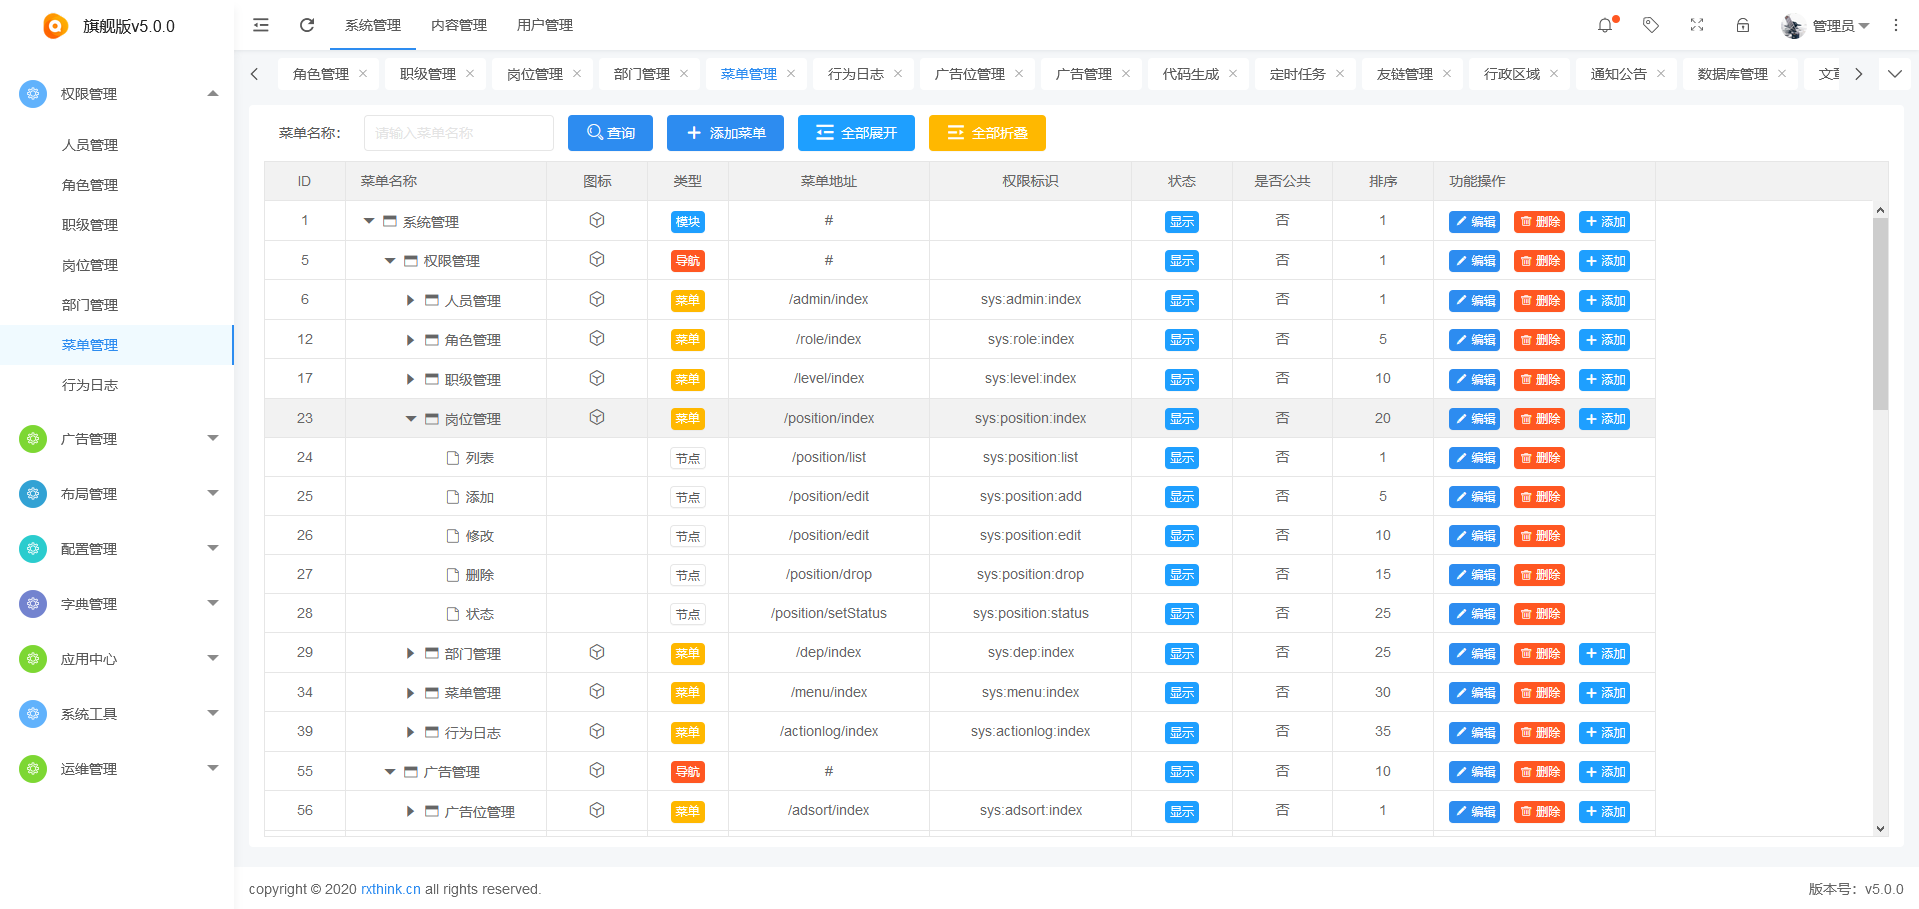 旗舰版v5.0.0
系统管理 内容管理 用户管理
管理员
角色管理 职级管理 岗位管理 部门管理 菜单管理 行为日志 广告位管理 广告管理 代码生成 定时任务 友链管理 行政区域 通知公告 数据库管理
权限管理
人员管理
角色管理
职级管理
岗位管理
部门管理
菜单管理
行为日志
广告管理
布局管理
配置管理
字典管理
应用中心
系统工具
运维管理
菜单名称: 请输入菜单名称 查询 添加菜单 全部展开 全部折叠
ID 菜单名称 图标 类型 菜单地址 权限标识 状态 是否公共 排序 功能操作
1 系统管理 模块 # 显示 否 1 编辑 删除 添加
5 权限管理 导航 # 显示 否 1 编辑 删除 添加
6 人员管理 菜单 /admin/index sys:admin:index 显示 否 1 编辑 删除 添加
12 角色管理 菜单 /role/index sys:role:index 显示 否 5 编辑 删除 添加
17 职级管理 菜单 /level/index sys:level:index 显示 否 10 编辑 删除 添加
23 岗位管理 菜单 /position/index sys:position:index 显示 否 20 编辑 删除 添加
24 列表 节点 /position/list sys:position:list 显示 否 1 编辑 删除
25 添加 节点 /position/edit sys:position:add 显示 否 5 编辑 删除
26 修改 节点 /position/edit sys:position:edit 显示 否 10 编辑 删除
27 删除 节点 /position/drop sys:position:drop 显示 否 15 编辑 删除
28 状态 节点 /position/setStatus sys:position:status 显示 否 25 编辑 删除
29 部门管理 菜单 /dep/index sys:dep:index 显示 否 25 编辑 删除 添加
34 菜单管理 菜单 /menu/index sys:menu:index 显示 否 30 编辑 删除 添加
39 行为日志 菜单 /actionlog/index sys:actionlog:index 显示 否 35 编辑 删除 添加
55 广告管理 导航 # 显示 否 10 编辑 删除 添加
56 广告位管理 菜单 /adsort/index sys:adsort:index 显示 否 1 编辑 删除 添加
copyright © 2020 rxthink.cn all rights reserved.
版本号：v5.0.0